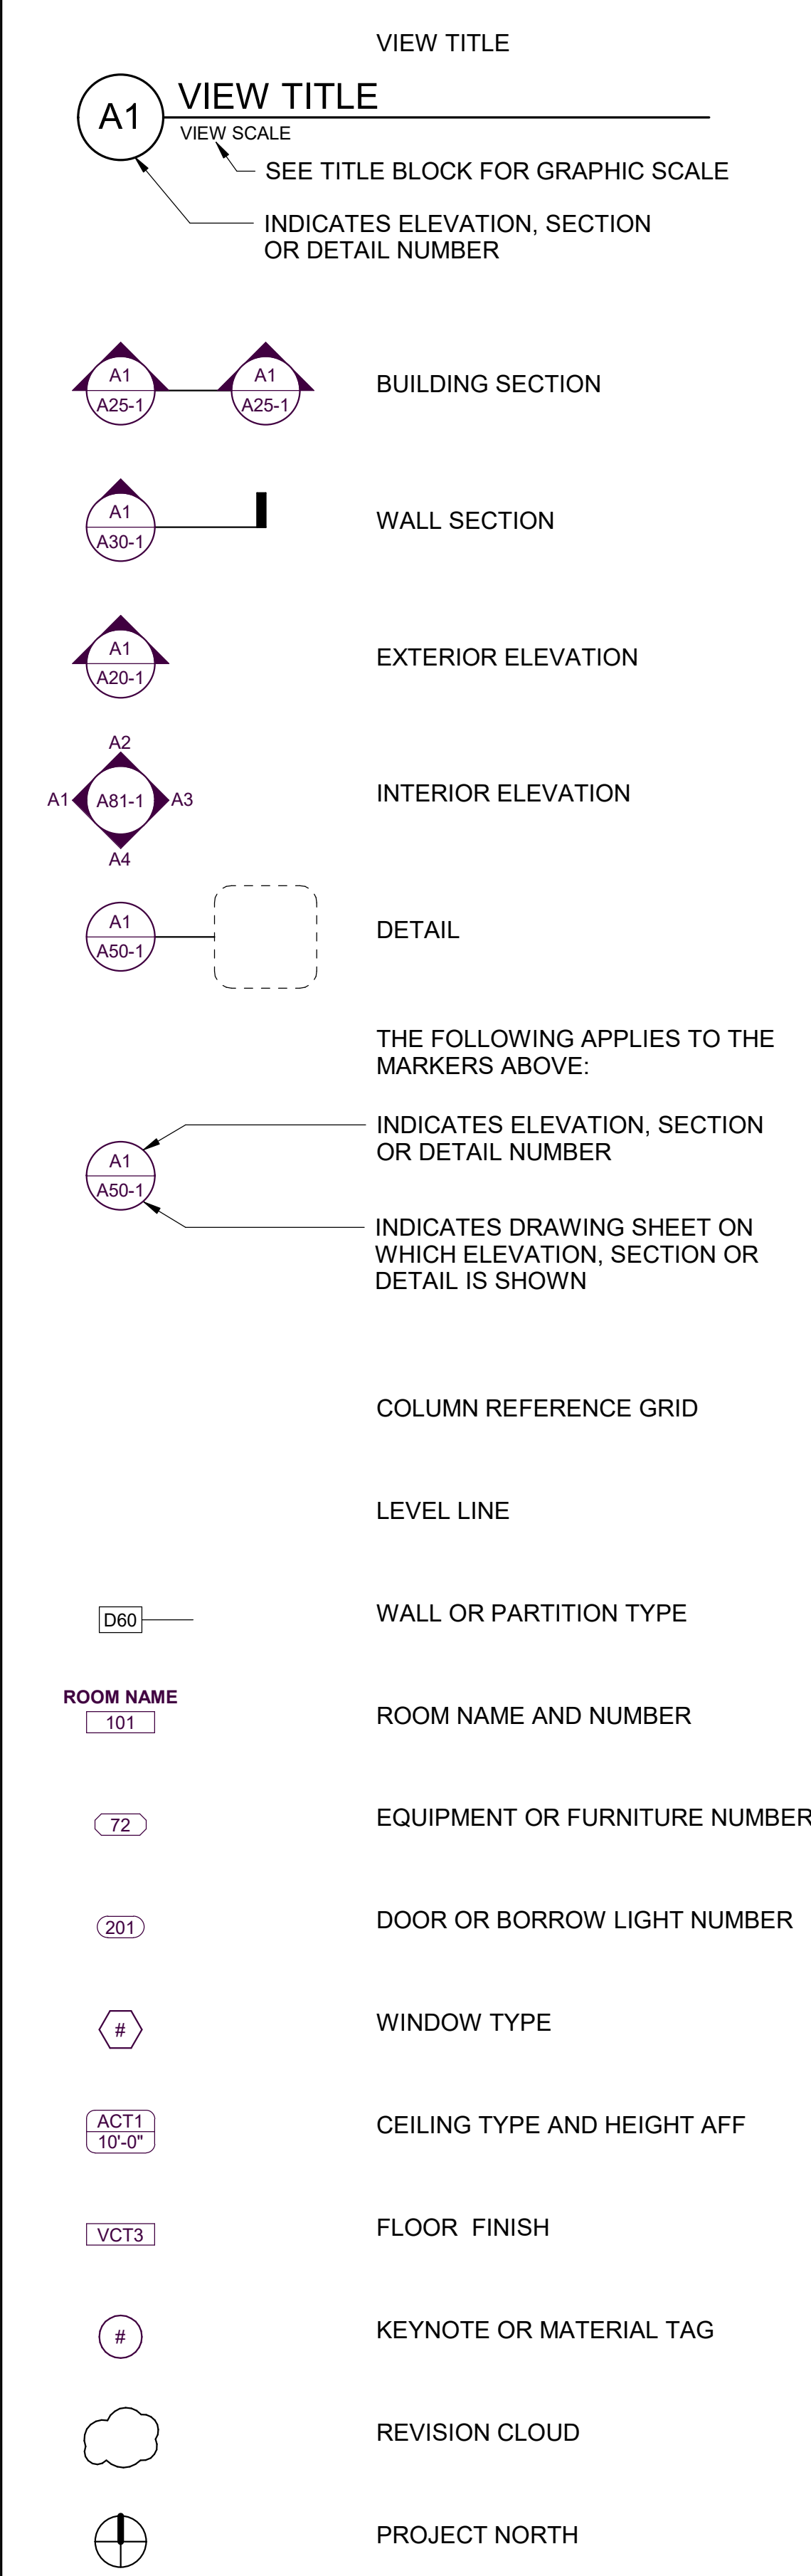 VIEW TITLE
A1
VIEW TITLE
VIEW SCALE
SEE TITLE BLOCK FOR GRAPHIC SCALE
INDICATES ELEVATION, SECTION
OR DETAIL NUMBER
A1
A25-1
A1
A25-1
BUILDING SECTION
A1
A30-1
WALL SECTION
A1
A20-1
EXTERIOR ELEVATION
A2
A1
A81-1
A3
A4
INTERIOR ELEVATION
A1
A50-1
DETAIL
THE FOLLOWING APPLIES TO THE
MARKERS ABOVE:
A1
A50-1
INDICATES ELEVATION, SECTION
OR DETAIL NUMBER
INDICATES DRAWING SHEET ON
WHICH ELEVATION, SECTION OR
DETAIL IS SHOWN
COLUMN REFERENCE GRID
LEVEL LINE
D60
WALL OR PARTITION TYPE
ROOM NAME
101
ROOM NAME AND NUMBER
72
EQUIPMENT OR FURNITURE NUMBER
201
DOOR OR BORROW LIGHT NUMBER
#
WINDOW TYPE
ACT1
10'-0"
CEILING TYPE AND HEIGHT AFF
VCT3
FLOOR FINISH
#
KEYNOTE OR MATERIAL TAG
REVISION CLOUD
PROJECT NORTH